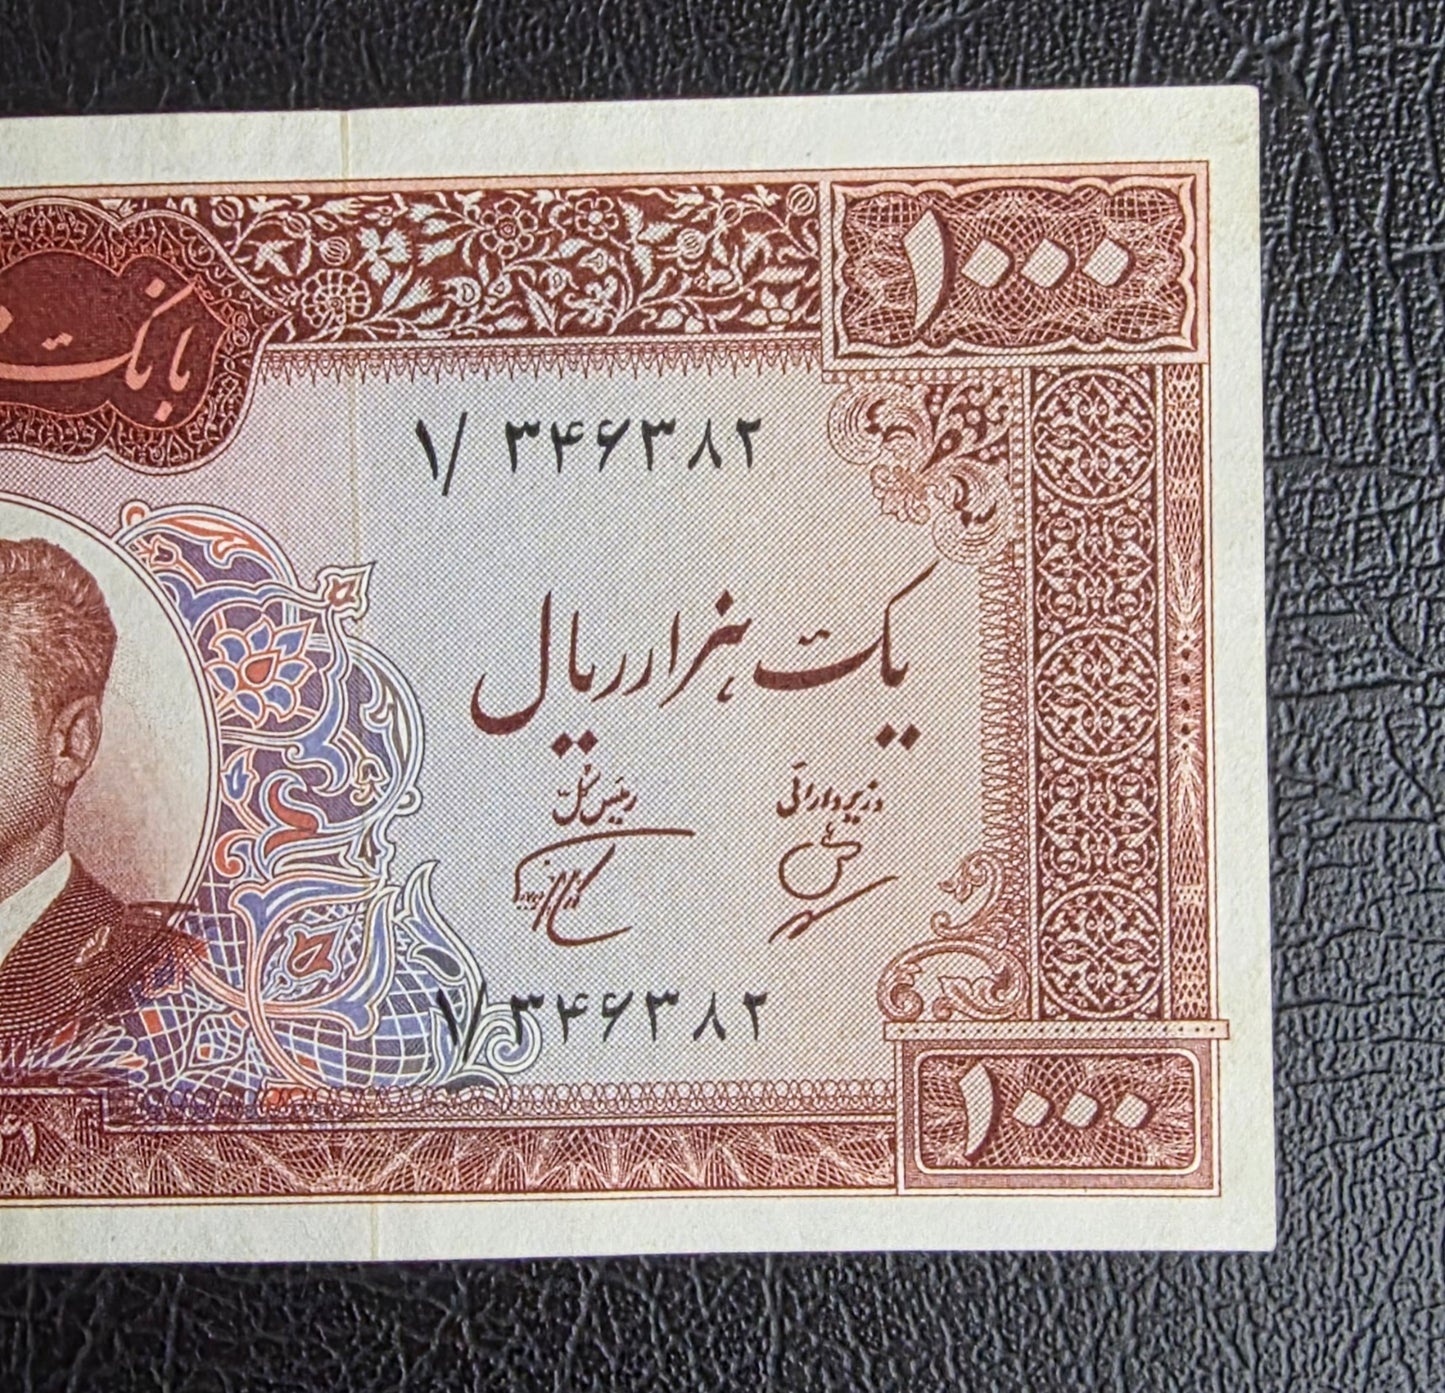 ۱۰۰۰
بانک
۱/ ۳۴۶۳۸۲
یک هزار ریال
وزیر دارائی رئیس کل
۱/ ۳۴۶۳۸۲
۱۰۰۰